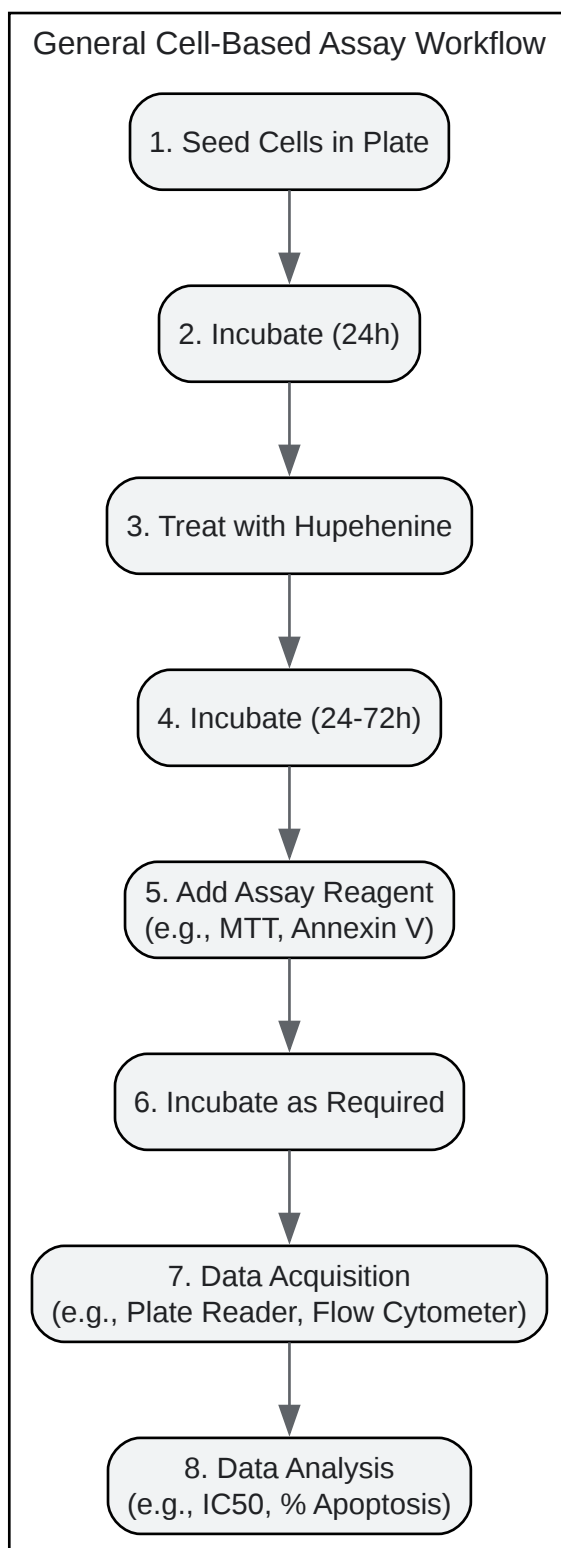 General Cell-Based Assay Workflow
1. Seed Cells in Plate
2. Incubate (24h)
3. Treat with Hupehenine
4. Incubate (24-72h)
5. Add Assay Reagent
(e.g., MTT, Annexin V)
6. Incubate as Required
7. Data Acquisition
(e.g., Plate Reader, Flow Cytometer)
8. Data Analysis
(e.g., IC50, % Apoptosis)